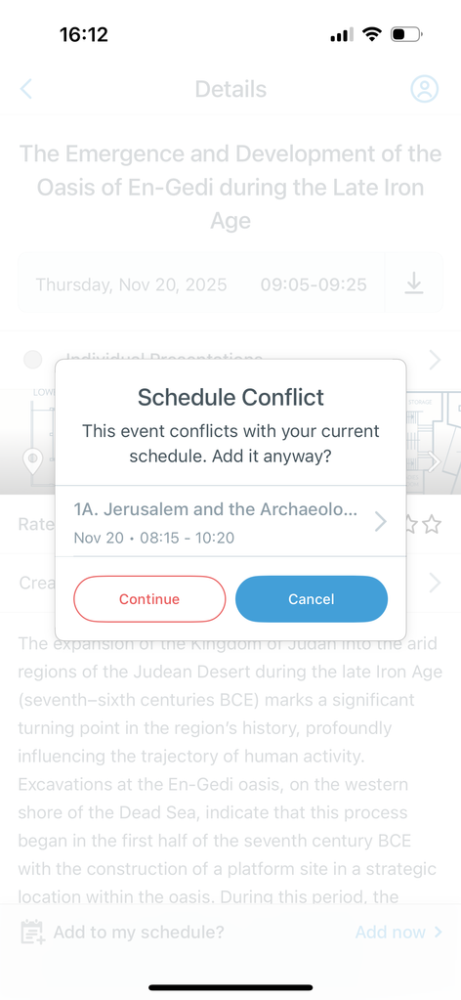 16:12
Details
The Emergence and Development of the
Oasis of En-Gedi during the Late Iron
Age
Thursday, Nov 20, 2025 09:05-09:25
Individual Presentations
LOW
STORAGE
Schedule Conflict
This event conflicts with your current
schedule. Add it anyway?
1A. Jerusalem and the Archaeolo...
Nov 20 • 08:15 - 10:20
Rate
Continue Cancel
Crea
The expansion of the Kingdom of Judah into the arid
regions of the Judean Desert during the late Iron Age
(seventh–sixth centuries BCE) marks a significant
turning point in the region's history, profoundly
influencing the trajectory of human activity.
Excavations at the En-Gedi oasis, on the western
shore of the Dead Sea, indicate that this process
began in the first half of the seventh century BCE
with the construction of a platform site in a strategic
location within the oasis. During this period, the
Add to my schedule? Add now